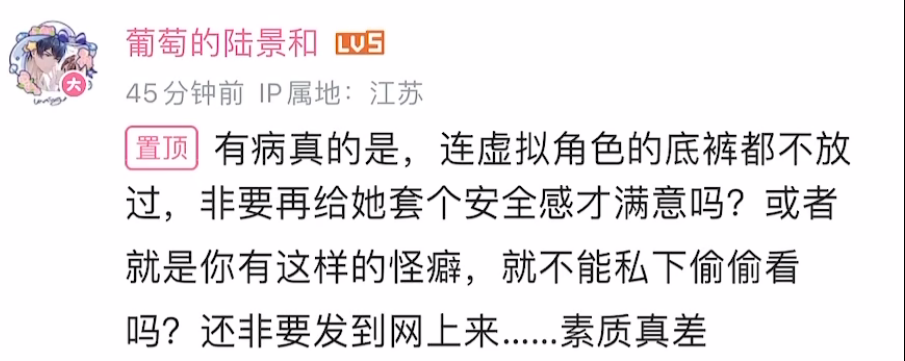 葡萄的陆景和 LV5
45分钟前 IP属地：江苏
置顶 有病真的是，连虚拟角色的底裤都不放
过，非要再给她套个安全感才满意吗？或者
就是你有这样的怪癖，就不能私下偷偷看
吗？还非要发到网上来……素质真差